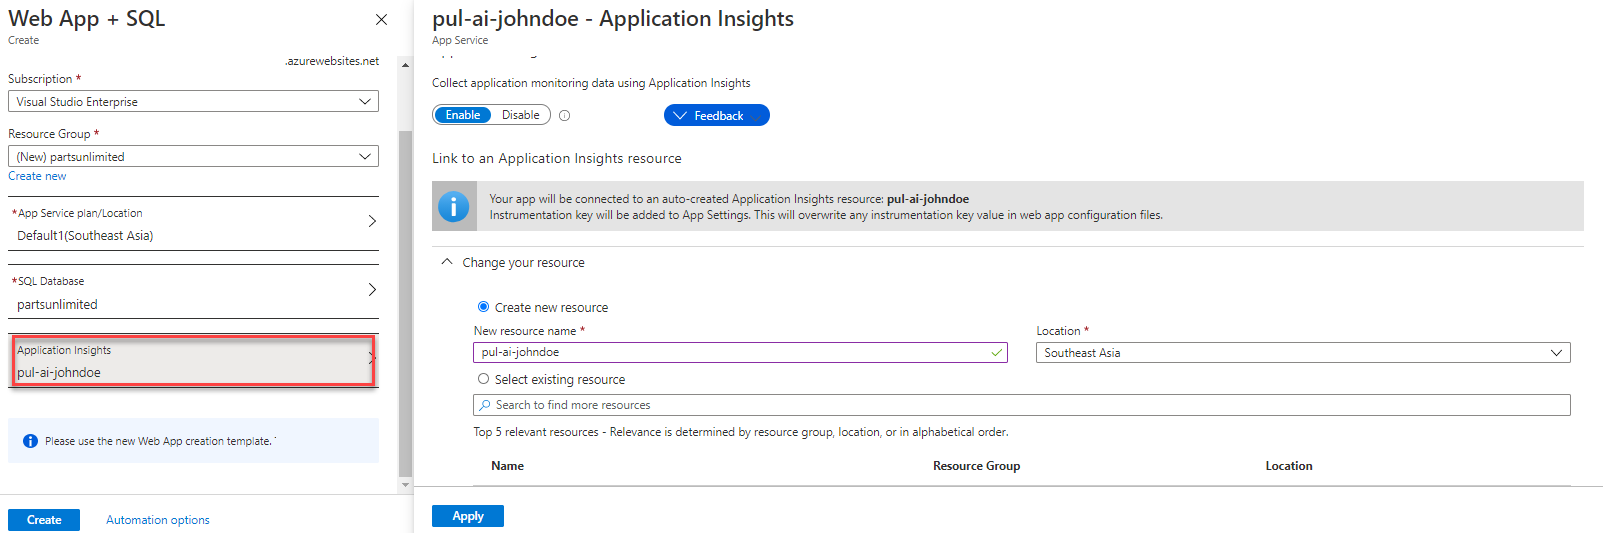 Web App + SQL
Create
.azurewebsites.net
Subscription *
Visual Studio Enterprise
Resource Group *
(New) partsunlimited
Create new
*App Service plan/Location
Default1(Southeast Asia)
*SQL Database
partsunlimited
Application Insights
pul-ai-johndoe
Please use the new Web App creation template.
Create
Automation options
pul-ai-johndoe - Application Insights
App Service
Collect application monitoring data using Application Insights
Enable Disable
Feedback
Link to an Application Insights resource
Your app will be connected to an auto-created Application Insights resource: pul-ai-johndoe
Instrumentation key will be added to App Settings. This will overwrite any instrumentation key value in web app configuration files.
Change your resource
Create new resource
New resource name *
Location *
pul-ai-johndoe
Southeast Asia
Select existing resource
Search to find more resources
Top 5 relevant resources - Relevance is determined by resource group, location, or in alphabetical order.
Name Resource Group Location
Apply